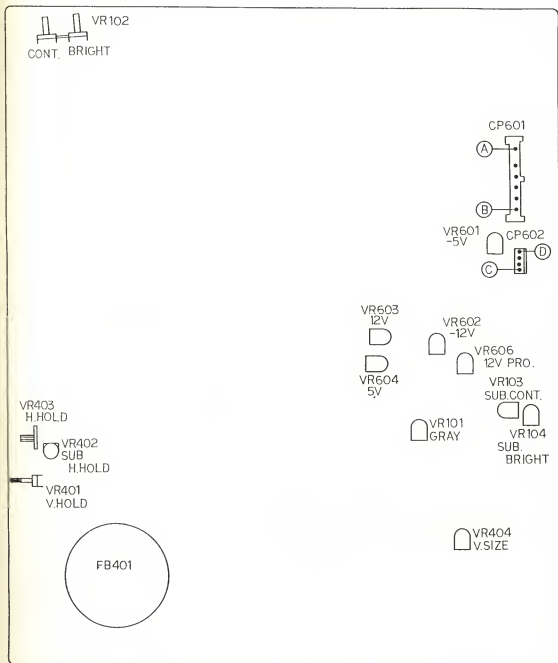 VR102
CONT. BRIGHT
CP601
A
B
VR601
-5V
CP602
D
C
VR603
12V
VR602
-12V
VR606
12V PRO.
VR604
5V
VR103
SUB.CONT.
VR104
SUB.
BRIGHT
VR101
GRAY
VR403
H.HOLD
VR402
SUB
H.HOLD
VR401
V.HOLD
VR404
V.SIZE
FB401